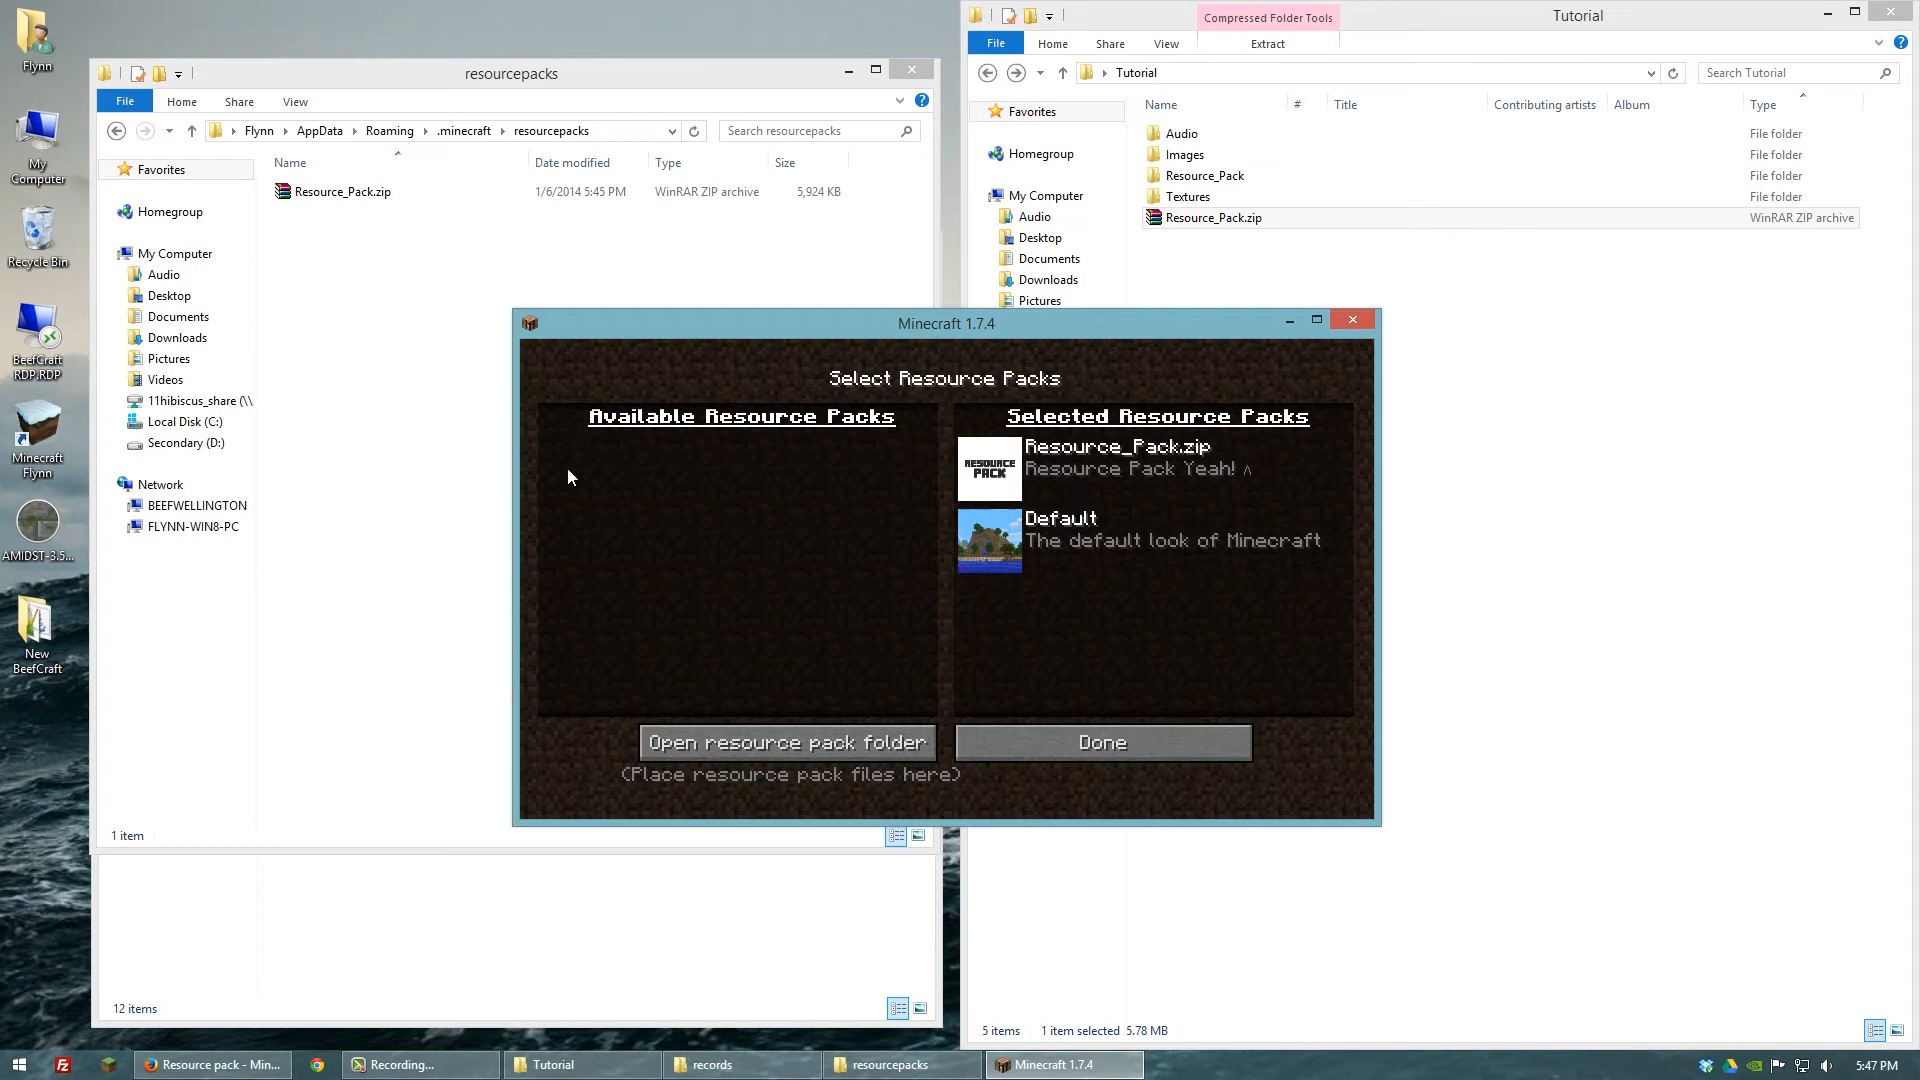 Flynn
My Computer
Recycle Bin
BeefCraft RDP.RDP
Minecraft Flynn
AMIDST-3.5...
New BeefCraft
resourcepacks
File
Home
Share
View
Flynn
AppData
Roaming
.minecraft
resourcepacks
Search resourcepacks
Name
Date modified
Type
Size
Resource_Pack.zip
1/6/2014 5:45 PM
WinRAR ZIP archive
5,924 KB
Favorites
Homegroup
My Computer
Audio
Desktop
Documents
Downloads
Pictures
Videos
11hibiscus_share (\\
Local Disk (C:)
Secondary (D:)
Network
BEEFWELLINGTON
FLYNN-WIN8-PC
1 item
12 items
Compressed Folder Tools
Tutorial
File
Home
Share
View
Extract
Tutorial
Search Tutorial
Name
#
Title
Contributing artists
Album
Type
Favorites
Homegroup
My Computer
Audio
Desktop
Documents
Downloads
Pictures
Audio
File folder
Images
File folder
Resource_Pack
File folder
Textures
File folder
Resource_Pack.zip
WinRAR ZIP archive
5 items
1 item selected 5.78 MB
Minecraft 1.7.4
Select Resource Packs
Available Resource Packs
Selected Resource Packs
RESOURCE
PACK
Resource_Pack.zip
Resource Pack Yeah! ^
Default
The default look of Minecraft
Open resource pack folder
Done
(Place resource pack files here)
Fz
Resource pack - Min...
Recording...
Tutorial
records
resourcepacks
Minecraft 1.7.4
5:47 PM